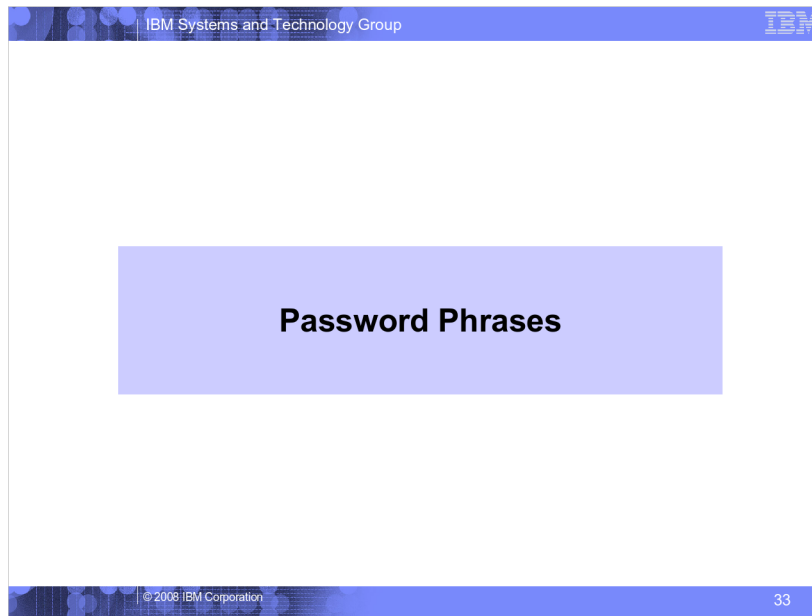 IBM Systems and Technology Group
IBM
Password Phrases
© 2008 IBM Corporation
33